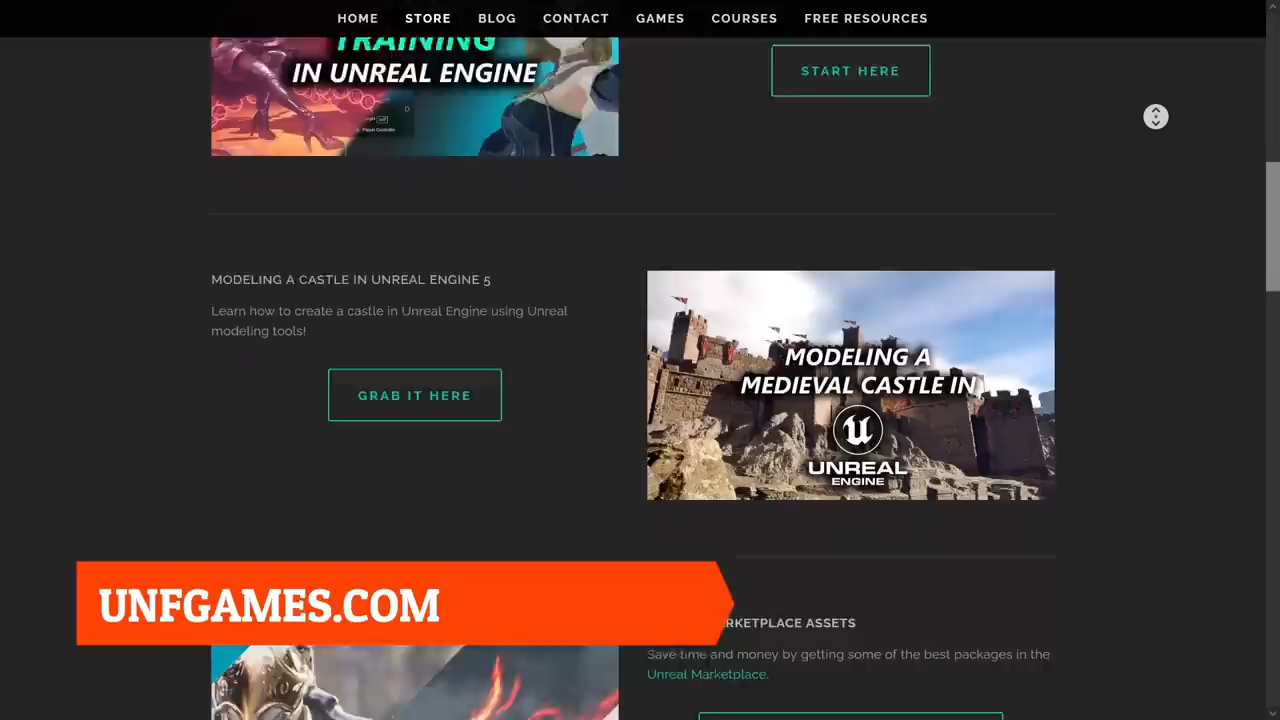 HOME STORE BLOG CONTACT GAMES COURSES FREE RESOURCES
TRAINING
IN UNREAL ENGINE
Player Controller
START HERE
MODELING A CASTLE IN UNREAL ENGINE 5
Learn how to create a castle in Unreal Engine using Unreal
modeling tools!
GRAB IT HERE
MODELING A
MEDIEVAL CASTLE IN
UNREAL
ENGINE
UNFGAMES.COM
ASSETS
Save time and money by getting some of the best packages in the
Unreal Marketplace.